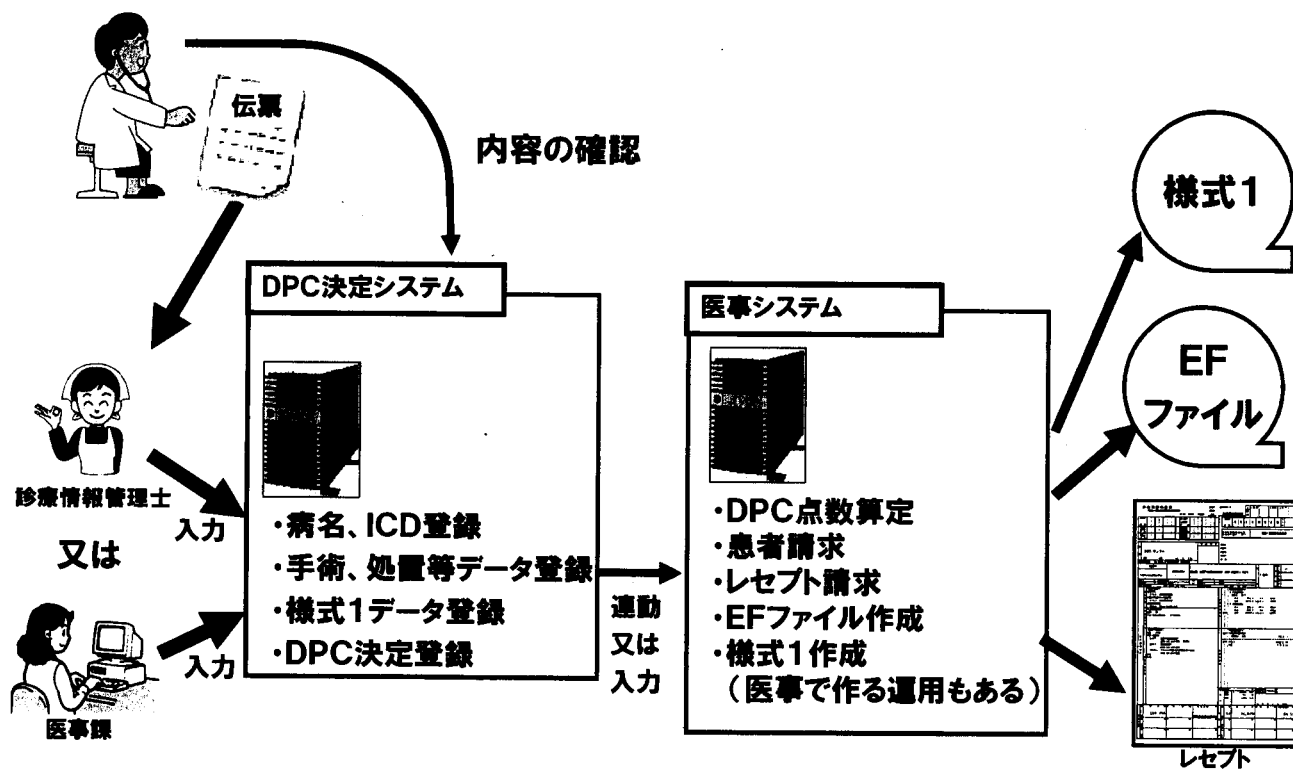 伝票
内容の確認
様式1
DPC決定システム
医事システム
EF
ファイル
診療情報管理士
入力
又は
・病名、ICD登録
・手術、処置等データ登録
・様式1データ登録
・DPC決定登録
入力
医事課
連動
又は
入力
・DPC点数算定
・患者請求
・レセプト請求
・EFファイル作成
・様式1作成
（医事で作る運用もある）
レセプト